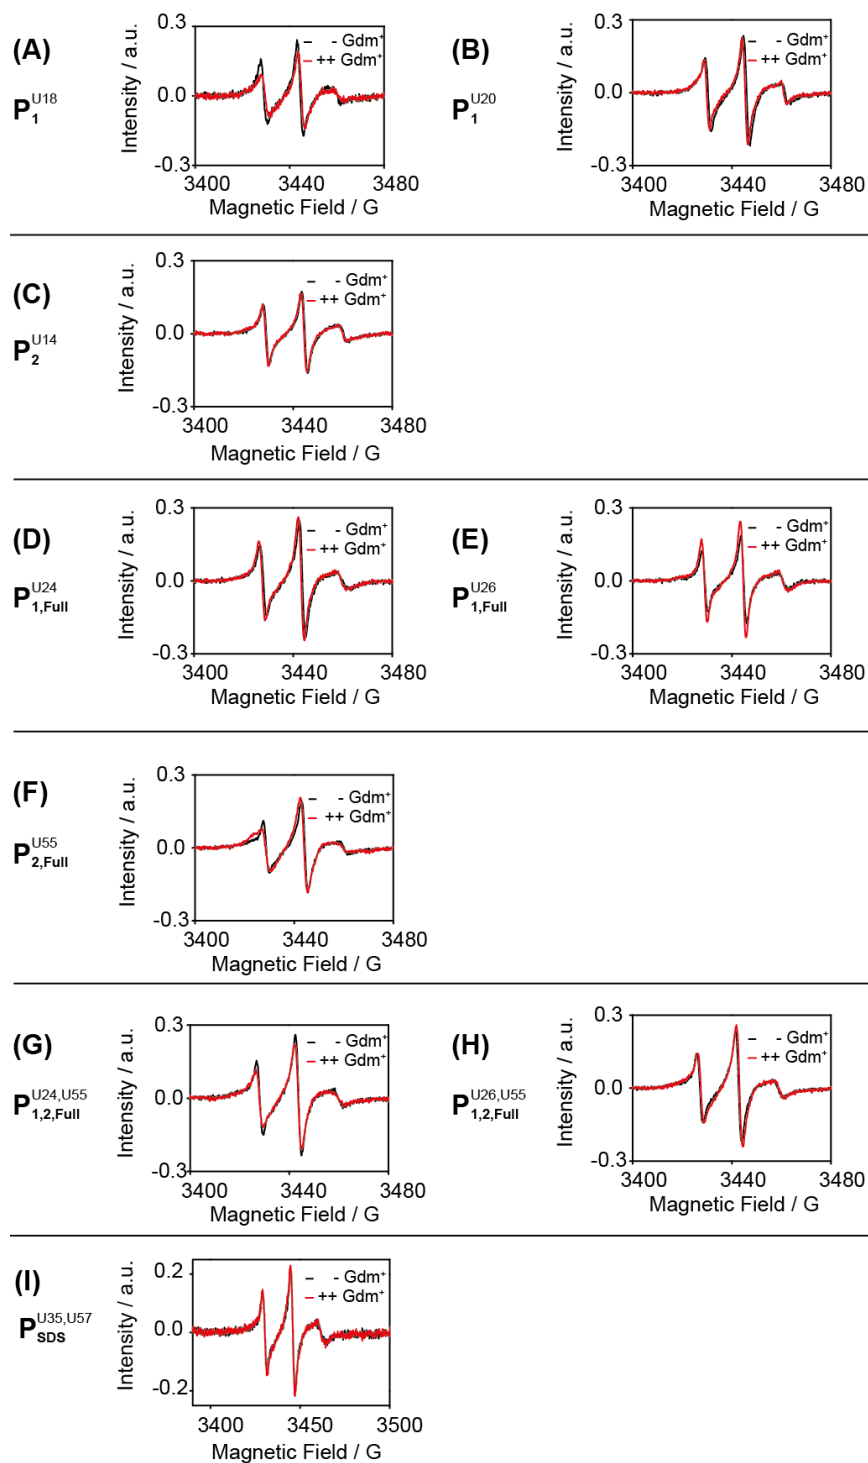 (A)
P1U18
Intensity / a.u.
0.3
0.0
-0.3
– - Gdm⁺
– ++ Gdm⁺
3400 3440 3480
Magnetic Field / G
(B)
P1U20
Intensity / a.u.
0.3
0.0
-0.3
– - Gdm⁺
– ++ Gdm⁺
3400 3440 3480
Magnetic Field / G
(C)
P2U14
Intensity / a.u.
0.3
0.0
-0.3
– - Gdm⁺
– ++ Gdm⁺
3400 3440 3480
Magnetic Field / G
(D)
P1,FullU24
Intensity / a.u.
0.3
0.0
-0.3
– - Gdm⁺
– ++ Gdm⁺
3400 3440 3480
Magnetic Field / G
(E)
P1,FullU26
Intensity / a.u.
0.3
0.0
-0.3
– - Gdm⁺
– ++ Gdm⁺
3400 3440 3480
Magnetic Field / G
(F)
P2,FullU55
Intensity / a.u.
0.3
0.0
-0.3
– - Gdm⁺
– ++ Gdm⁺
3400 3440 3480
Magnetic Field / G
(G)
P1,2,FullU24,U55
Intensity / a.u.
0.3
0.0
-0.3
– - Gdm⁺
– ++ Gdm⁺
3400 3440 3480
Magnetic Field / G
(H)
P1,2,FullU26,U55
Intensity / a.u.
0.3
0.0
-0.3
– - Gdm⁺
– ++ Gdm⁺
3400 3440 3480
Magnetic Field / G
(I)
PSDSU35,U57
Intensity / a.u.
0.2
0.0
-0.2
– - Gdm⁺
– ++ Gdm⁺
3400 3450 3500
Magnetic Field / G